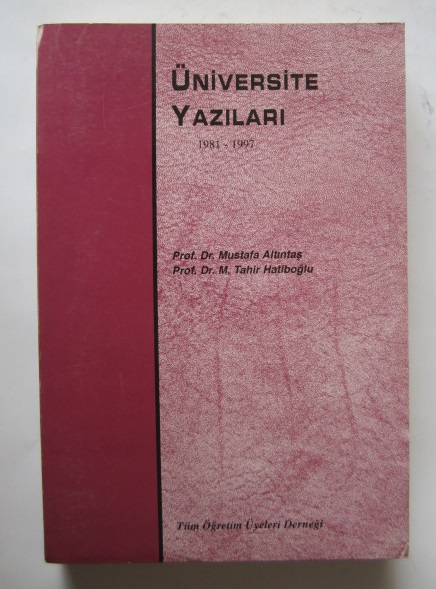 ÜNİVERSİTE
YAZILARI
1981 - 1997
Prof. Dr. Mustafa Altıntaş
Prof. Dr. M. Tahir Hatiboğlu
Tüm Öğretim Üyeleri Derneği